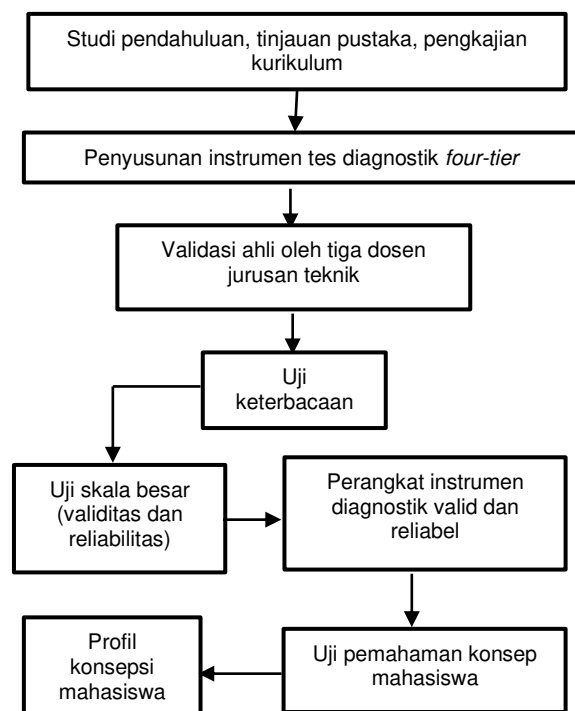 Studi pendahuluan, tinjauan pustaka, pengkajian
kurikulum
Penyusunan instrumen tes diagnostik four-tier
Validasi ahli oleh tiga dosen
jurusan teknik
Uji
keterbacaan
Uji skala besar
(validitas dan
reliabilitas)
Perangkat instrumen
diagnostik valid dan
reliabel
Profil
konsepsi
mahasiswa
Uji pemahaman konsep
mahasiswa